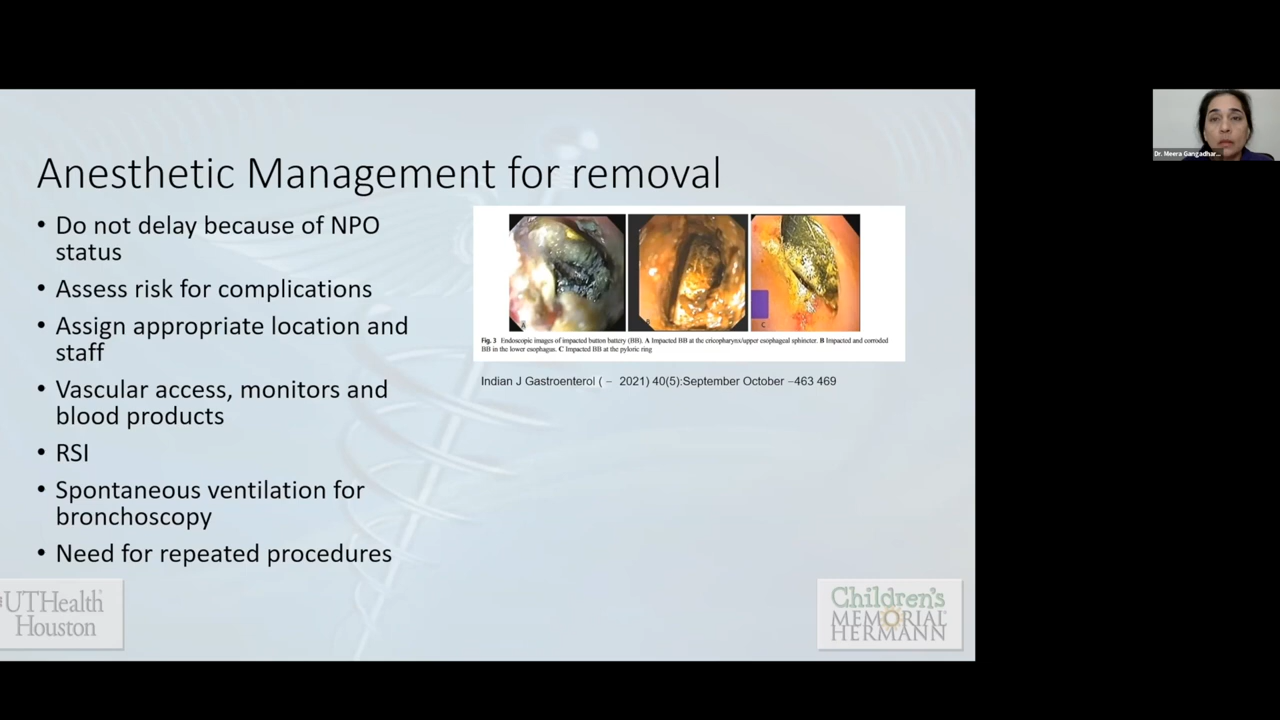 Dr. Meera Gangadhar...
Anesthetic Management for removal
• Do not delay because of NPO
status
• Assess risk for complications
• Assign appropriate location and
staff
• Vascular access, monitors and
blood products
• RSI
• Spontaneous ventilation for
bronchoscopy
• Need for repeated procedures
A
B
C
Fig. 3 Endoscopic images of impacted button battery (BB). A Impacted BB at the cricopharynx/upper esophageal sphincter. B Impacted and corroded
BB in the lower esophagus. C Impacted BB at the pyloric ring
Indian J Gastroenterol ( – 2021) 40(5):September October –463 469
UTHealth
Houston
Children's
MEMORIAL
HERMANN